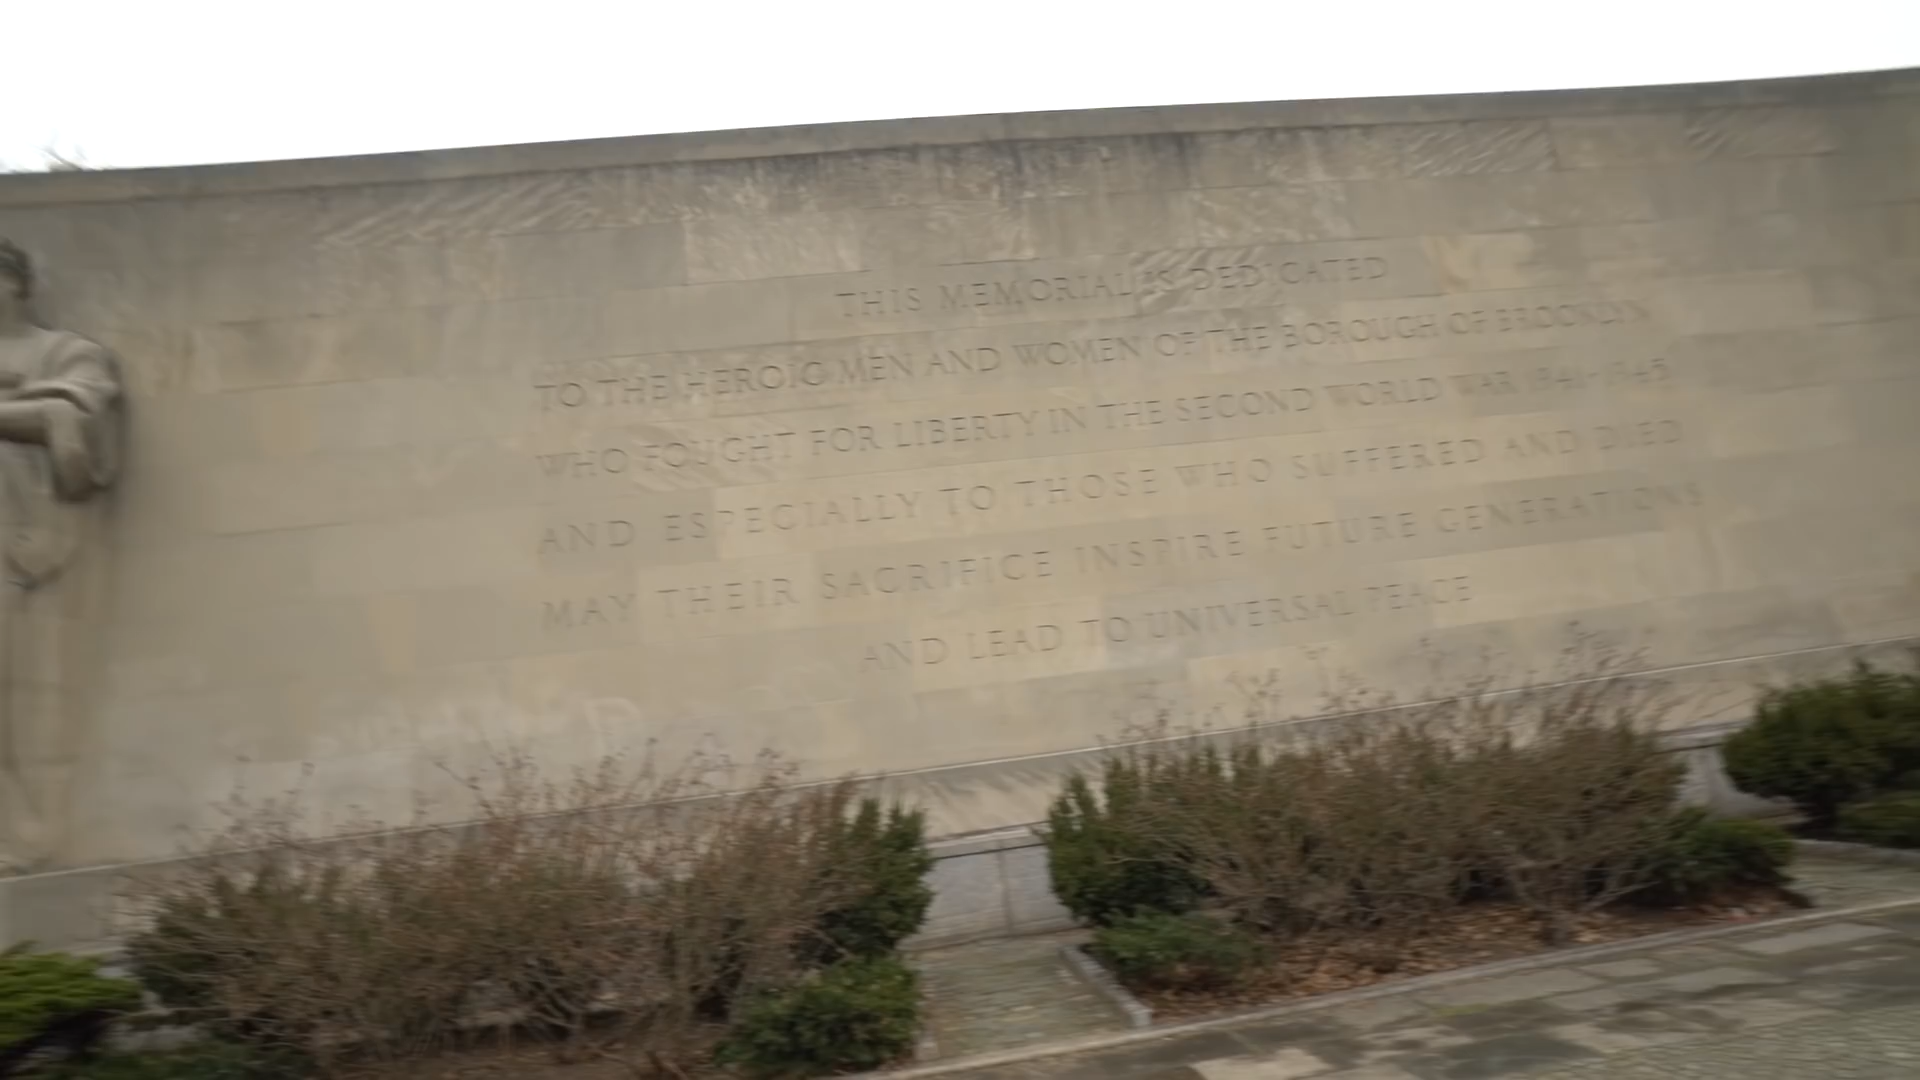 THIS MEMORIAL IS DEDICATED
TO THE HEROIC MEN AND WOMEN OF THE BOROUGH OF BROOKLYN
WHO FOUGHT FOR LIBERTY IN THE SECOND WORLD WAR 1941-1945
AND ESPECIALLY TO THOSE WHO SUFFERED AND DIED
MAY THEIR SACRIFICE INSPIRE FUTURE GENERATIONS
AND LEAD TO UNIVERSAL PEACE